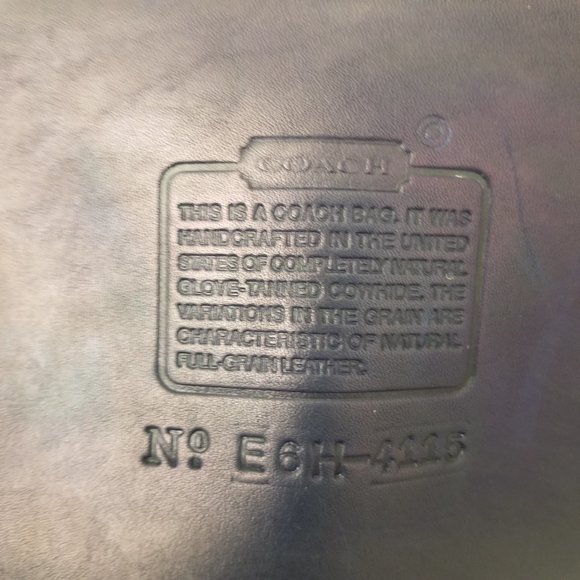 ®
COACH
THIS IS A COACH BAG. IT WAS
HANDCRAFTED IN THE UNITED
STATES OF COMPLETELY NATURAL
GLOVE-TANNED COWHIDE. THE
VARIATIONS IN THE GRAIN ARE
CHARACTERISTIC OF NATURAL
FULL-GRAIN LEATHER.
Nº E6H-4115